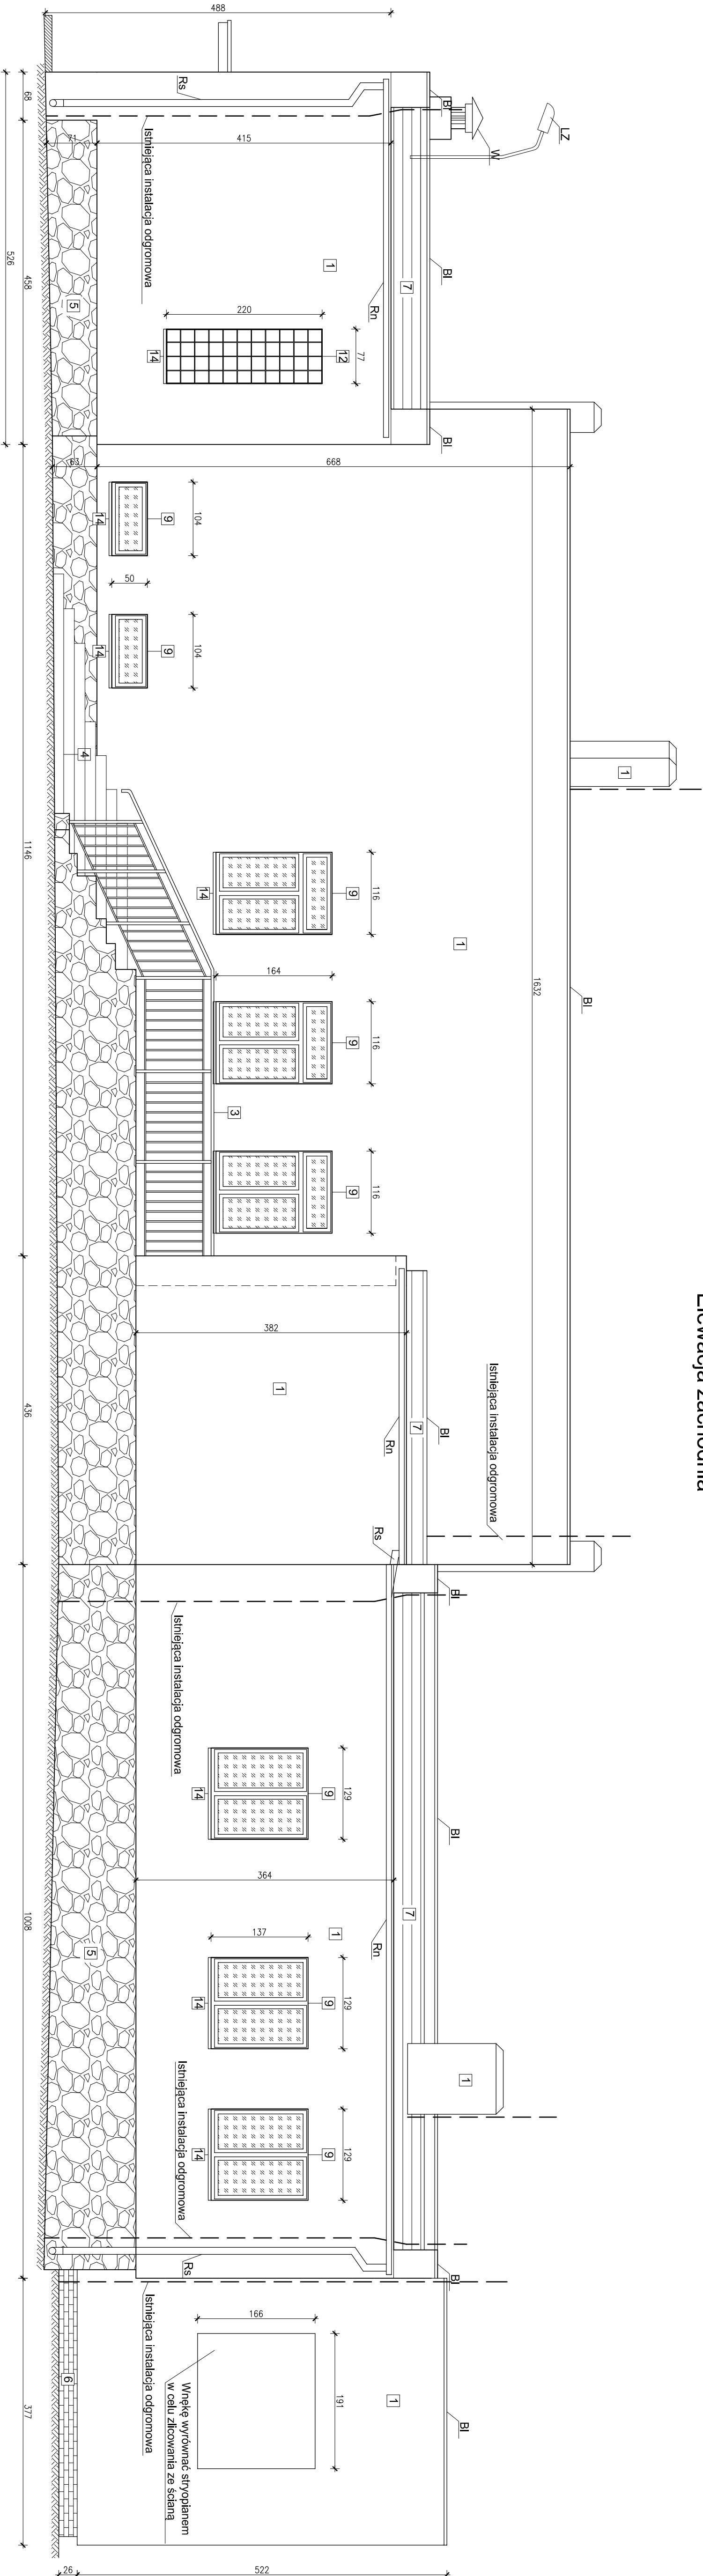 Elewacja zachodnia
LZ
W
Bl
Bl
Bl
Bl
Bl
Bl
Bl
Bl
Bl
1
1632
Istniejąca instalacja odgromowa
488
Rs
415
668
7
7
7
Rn
Rn
Rn
Rs
1
1
1
1
1
1
12
77
220
14
Istniejąca instalacja odgromowa
71
68
458
526
5
63
104
9
14
50
104
9
14
4
116
9
14
164
116
9
116
9
3
1146
382
436
Istniejąca instalacja odgromowa
129
9
14
364
137
129
9
14
129
9
14
5
1008
Istniejąca instalacja odgromowa
Rs
Istniejąca instalacja odgromowa
166
191
Wnękę wyrównać stryopianem
w celu zlicowania ze ścianą
6
377
26
522